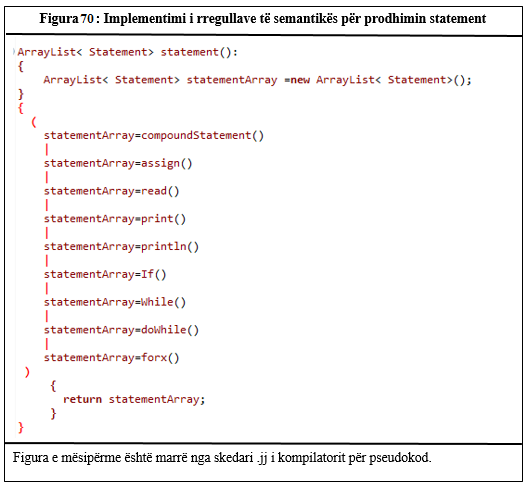 Figura 70 : Implementimi i rregullave të semantikës për prodhimin statement
ArrayList< Statement> statement():
{
ArrayList< Statement> statementArray =new ArrayList< Statement>();
}
{
(
statementArray=compoundStatement()
|
statementArray=assign()
|
statementArray=read()
|
statementArray=print()
|
statementArray=println()
|
statementArray=If()
|
statementArray=While()
|
statementArray=doWhile()
|
statementArray=forx()
)
{
return statementArray;
}
}
Figura e mësipërme është marrë nga skedari .jj i kompilatorit për pseudokod.